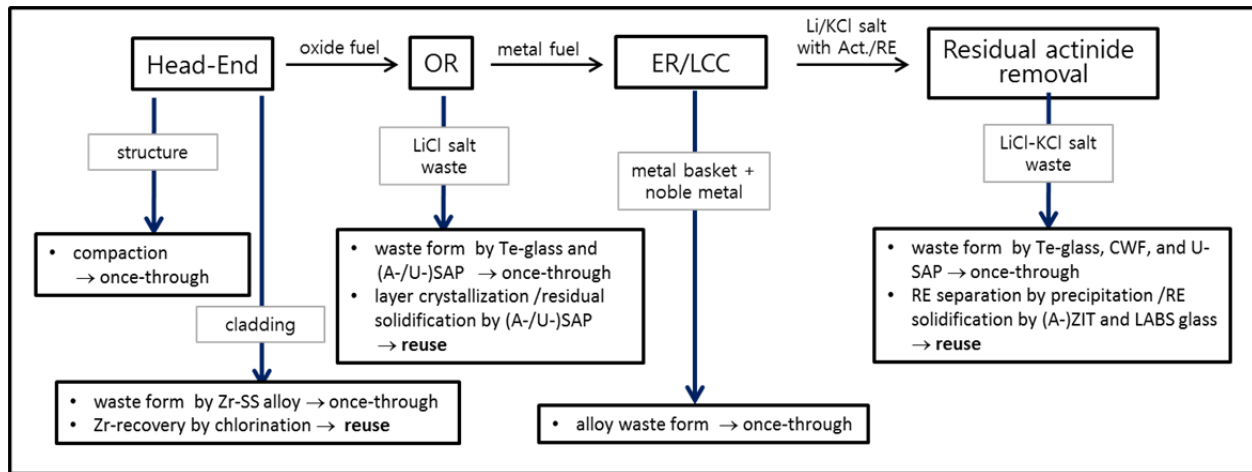 Head-End
oxide fuel
OR
metal fuel
ER/LCC
Li/KCl salt
with Act./RE
Residual actinide
removal
structure
LiCl salt
waste
metal basket +
noble metal
LiCl-KCl salt
waste
• compaction
→ once-through
cladding
• waste form by Te-glass and
(A-/U-)SAP → once-through
• layer crystallization /residual
solidification by (A-/U-)SAP
→ reuse
• waste form by Te-glass, CWF, and U-
SAP → once-through
• RE separation by precipitation /RE
solidification by (A-)ZIT and LABS glass
→ reuse
• waste form by Zr-SS alloy → once-through
• Zr-recovery by chlorination → reuse
• alloy waste form → once-through